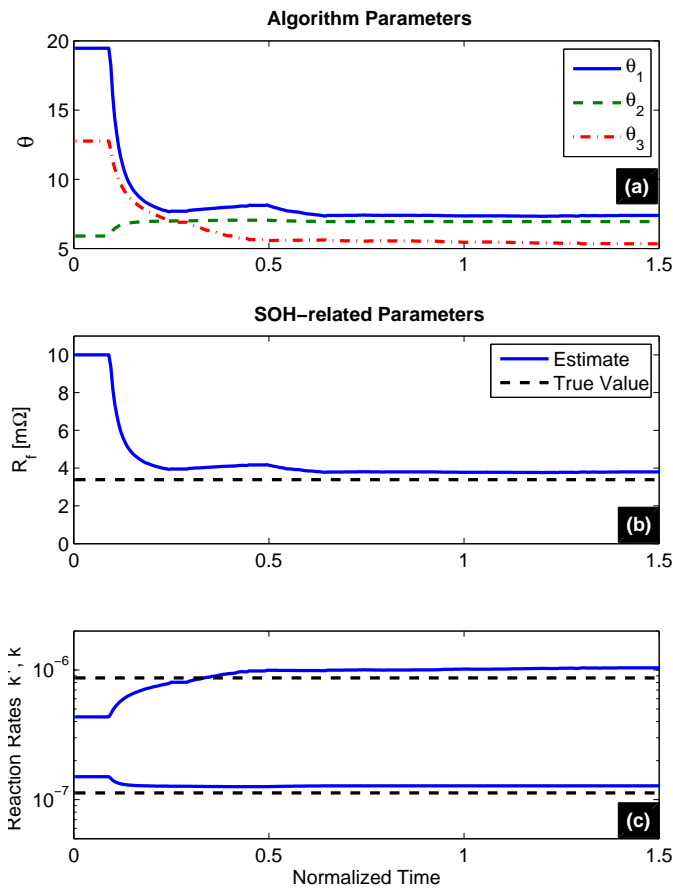 Algorithm Parameters
20
15
10
5
θ
θ1
θ2
θ3
(a)
0
0.5
1
1.5
SOH−related Parameters
10
8
6
4
2
0
Rf [mΩ]
Estimate
True Value
(b)
0
0.5
1
1.5
10−6
10−7
Reaction Rates k-, k
(c)
0
0.5
1
1.5
Normalized Time